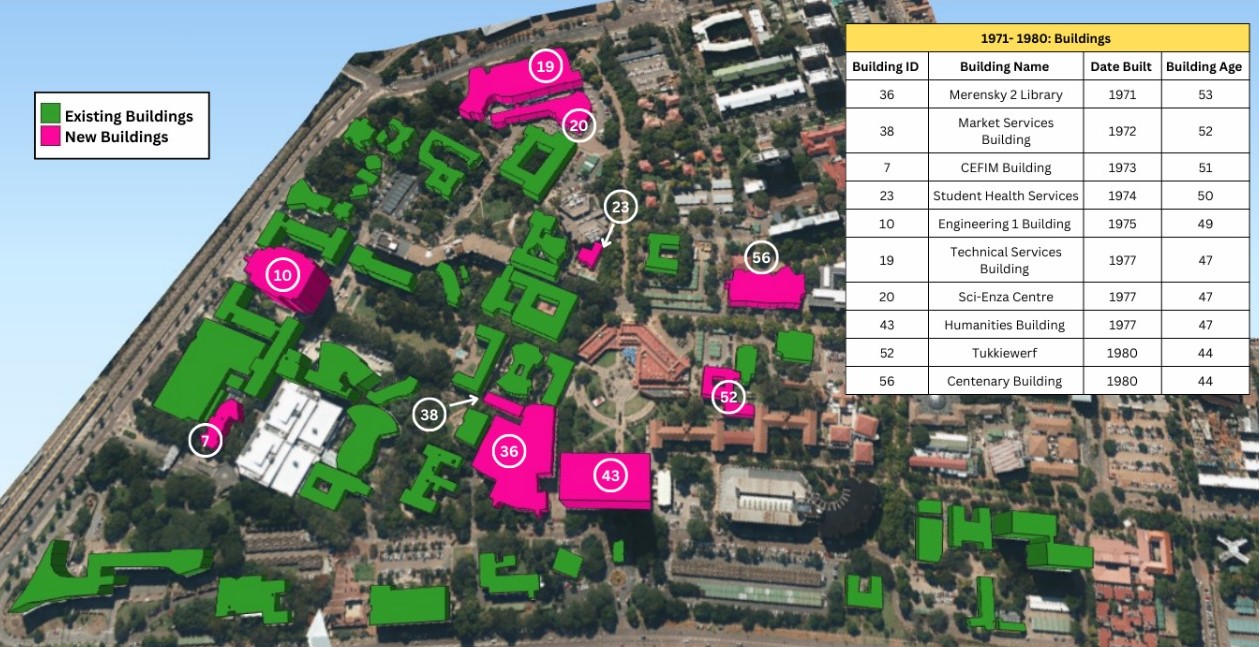 Existing Buildings
New Buildings
19
20
23
56
10
52
38
7
36
43
1971- 1980: Buildings
Building ID Building Name Date Built Building Age
36 Merensky 2 Library 1971 53
38 Market Services
Building 1972 52
7 CEFIM Building 1973 51
23 Student Health Services 1974 50
10 Engineering 1 Building 1975 49
19 Technical Services
Building 1977 47
20 Sci-Enza Centre 1977 47
43 Humanities Building 1977 47
52 Tukkiewerf 1980 44
56 Centenary Building 1980 44